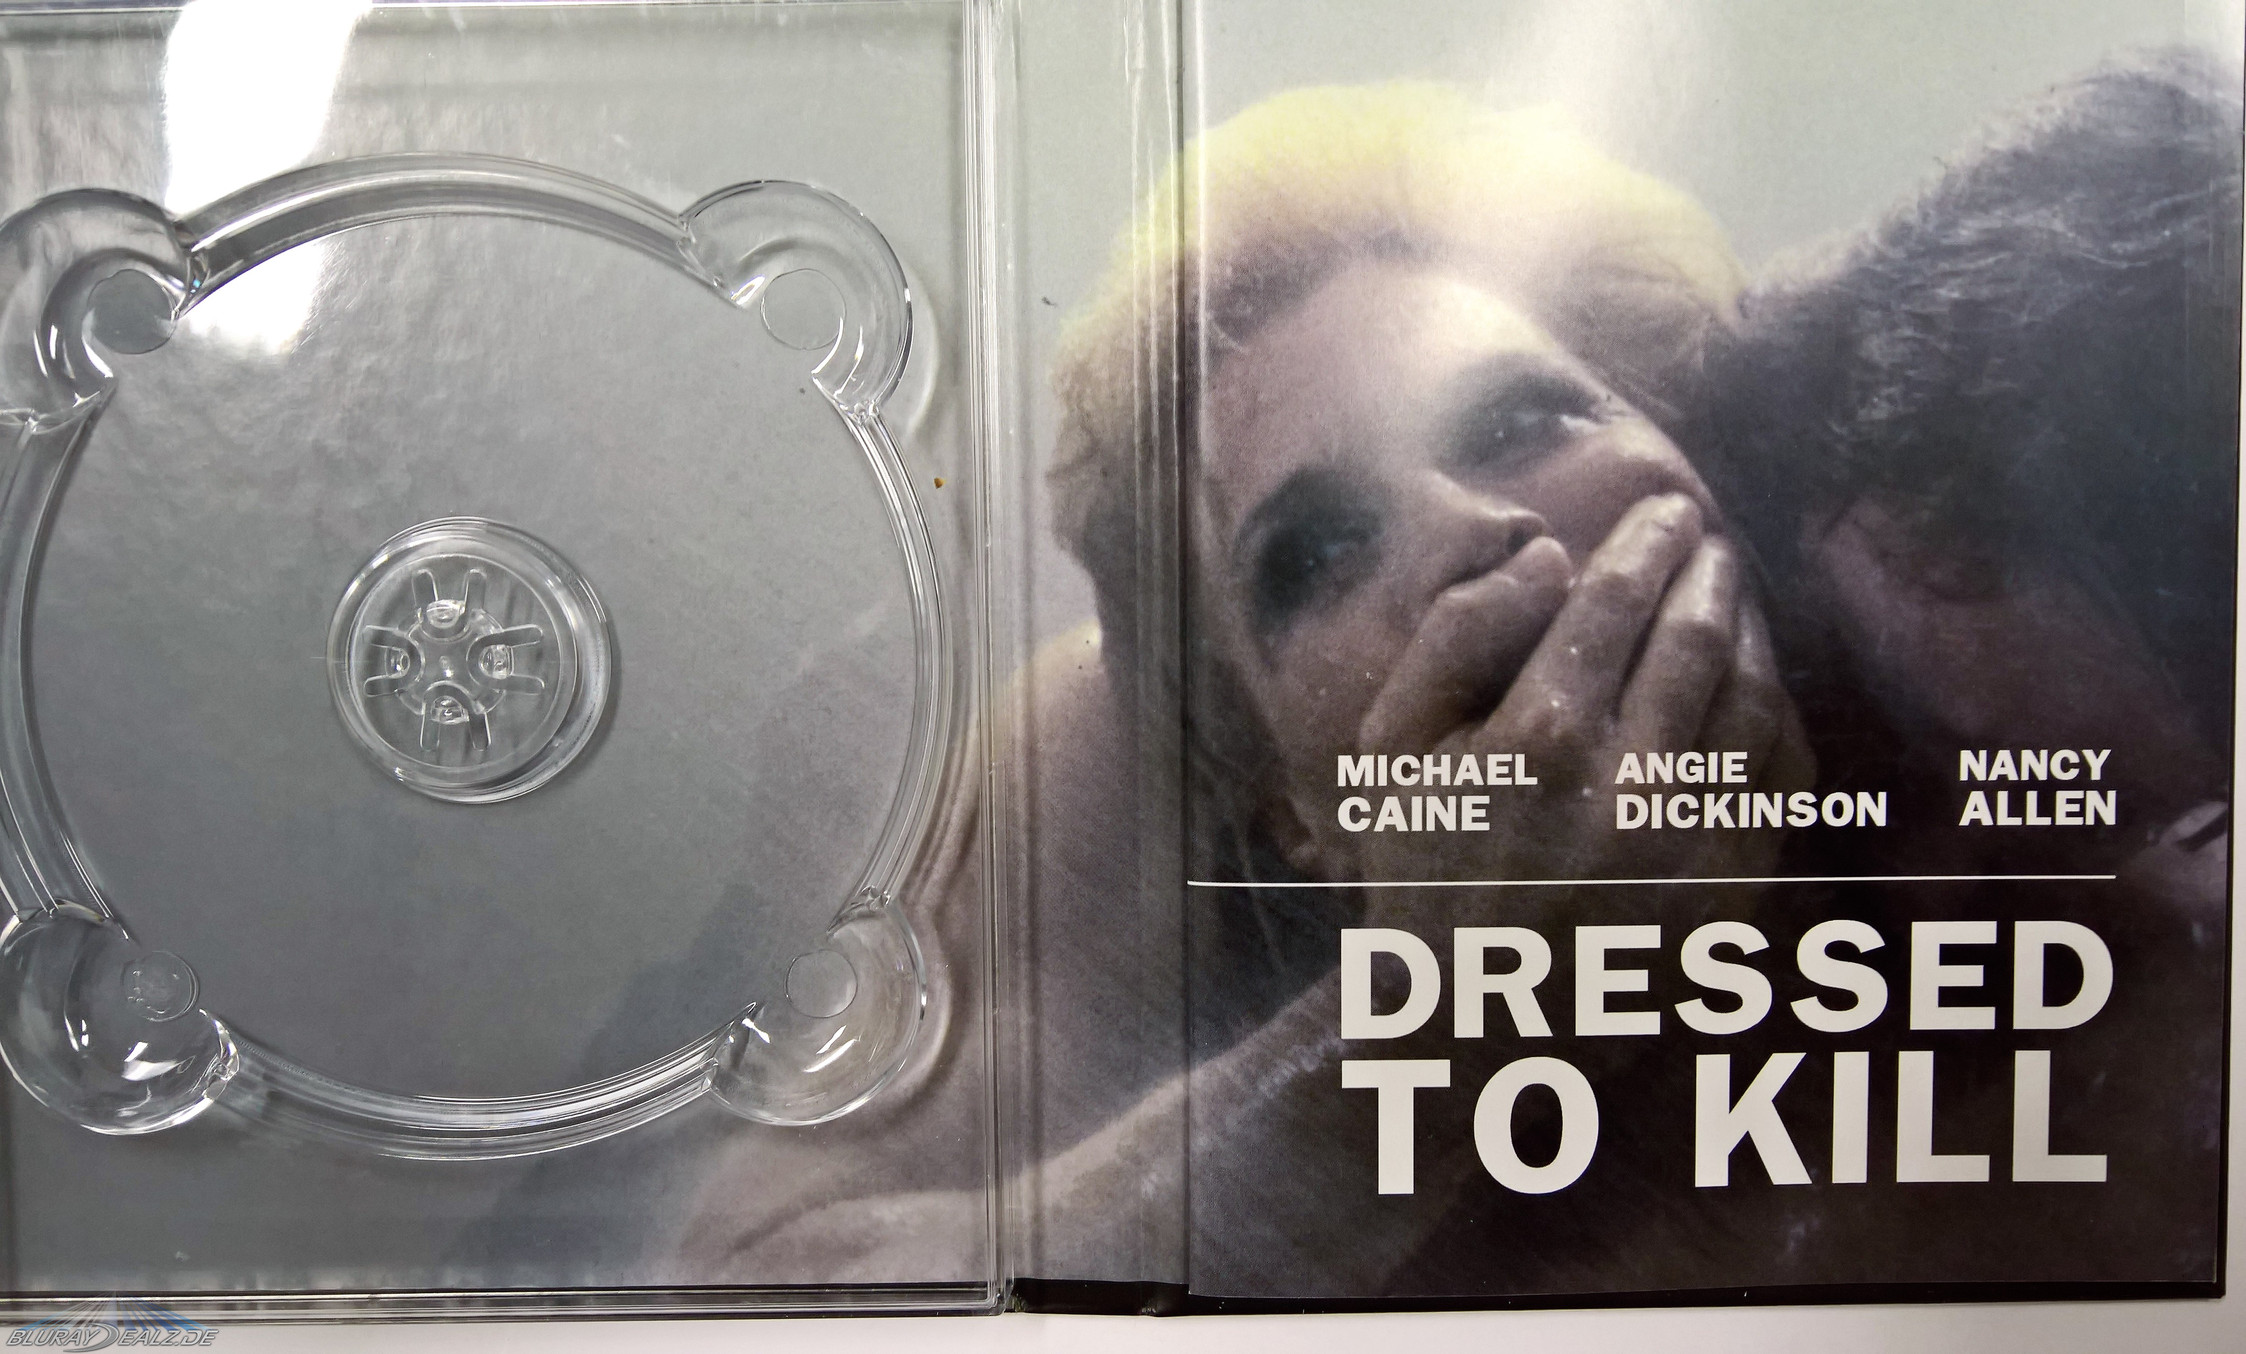 MICHAEL CAINE
ANGIE DICKINSON
NANCY ALLEN
DRESSED
TO KILL
BLURAYDEALZ.DE